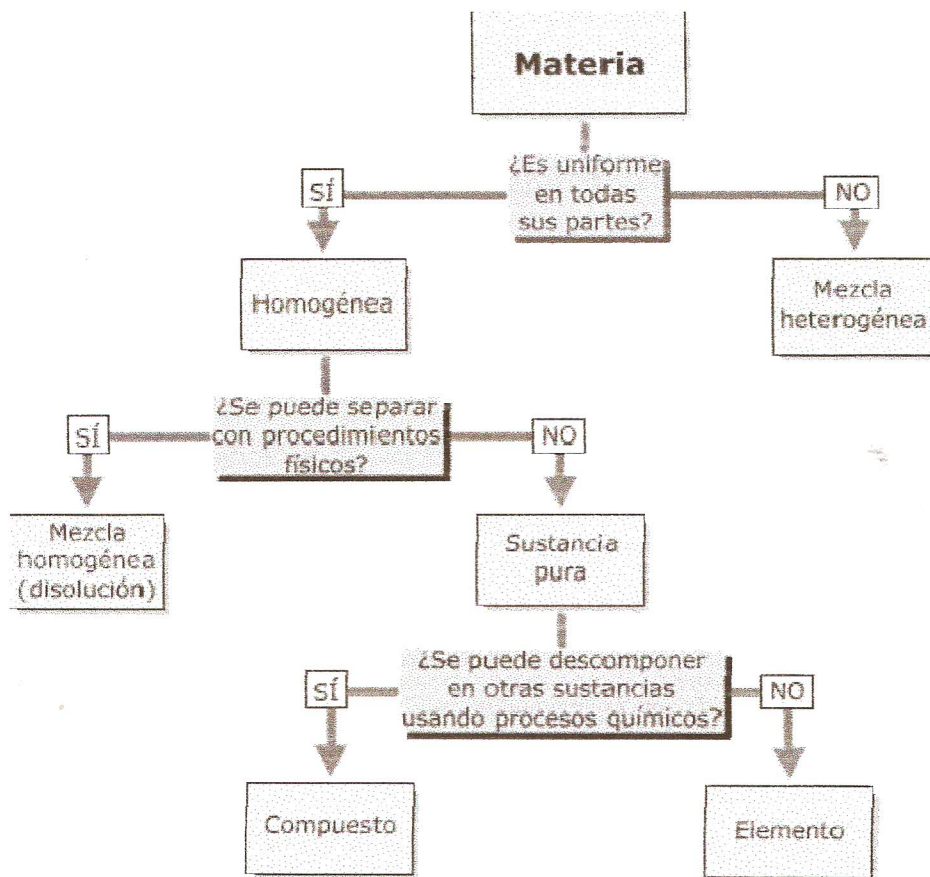 Materia
¿Es uniforme
en todas
sus partes?
SÍ
NO
Homogénea
Mezcla
heterogénea
¿Se puede separar
con procedimientos
físicos?
SÍ
NO
Mezcla
homogénea
(disolución)
Sustancia
pura
¿Se puede descomponer
en otras sustancias
usando procesos químicos?
SÍ
NO
Compuesto
Elemento